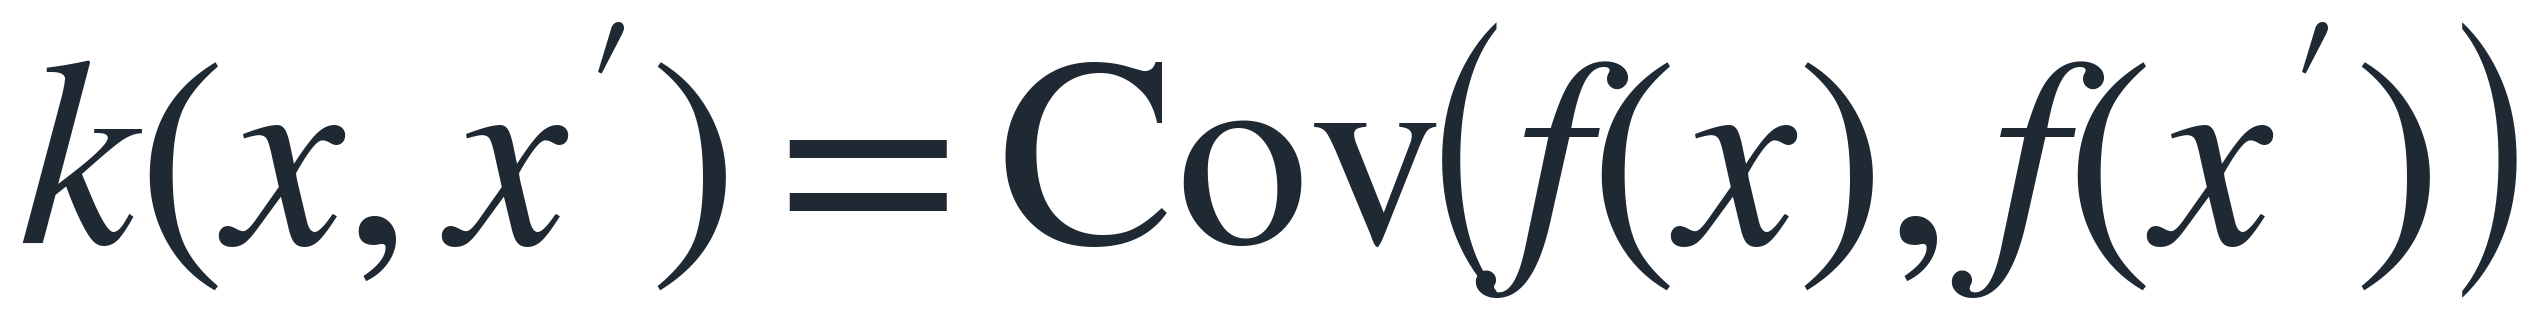 k(x, x′) = Cov(f(x), f(x′))